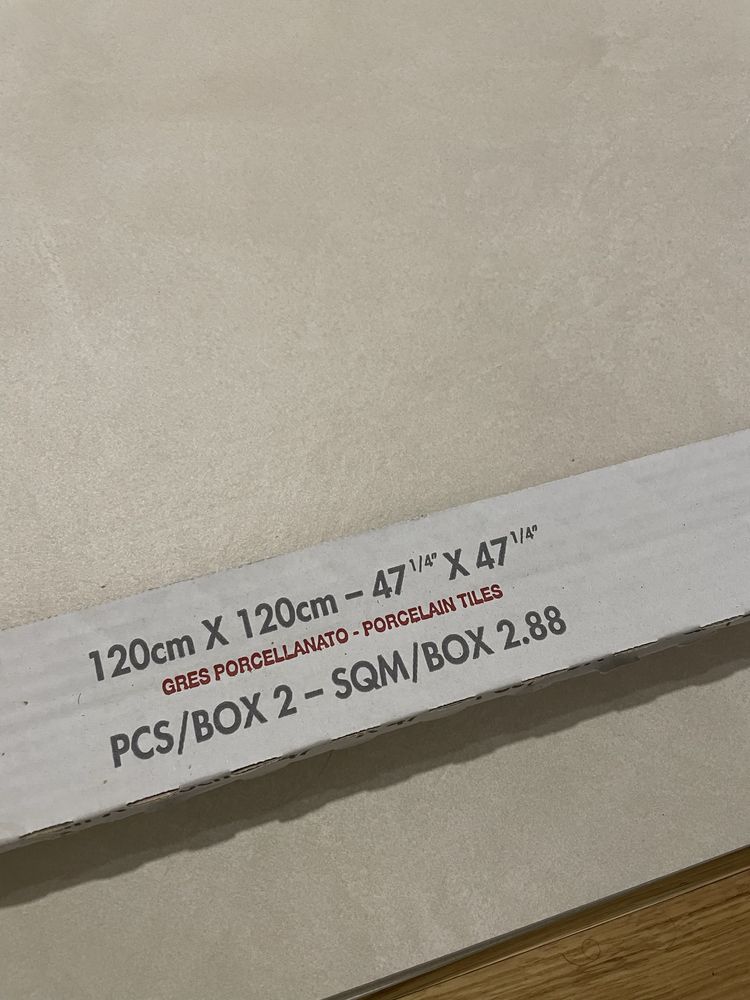 120cm X 120cm – 47 1/4" X 47 1/4"
GRES PORCELLANATO - PORCELAIN TILES
PCS/BOX 2 – SQM/BOX 2.88